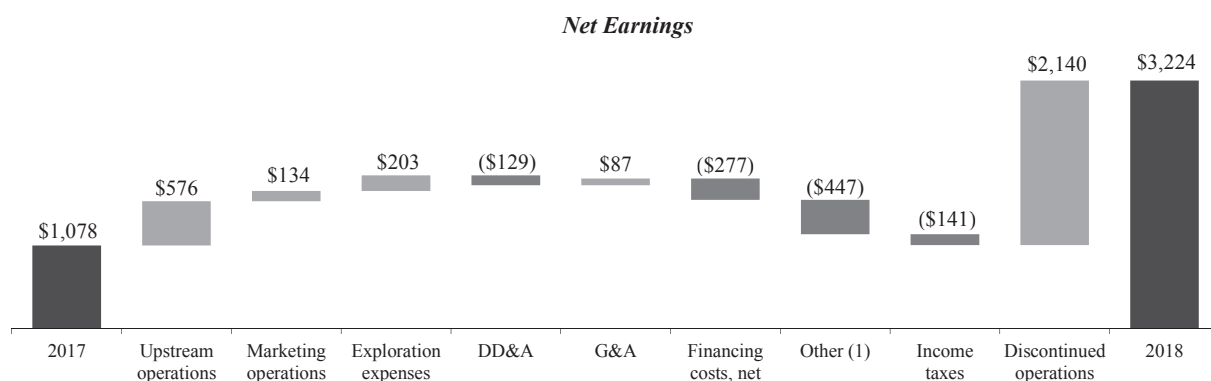 Net Earnings
$2,140
$3,224
$203
($129)
$87
($277)
$576
$134
($447)
($141)
$1,078
2017
Upstream
operations
Marketing
operations
Exploration
expenses
DD&A
G&A
Financing
costs, net
Other (1)
Income
taxes
Discontinued
operations
2018